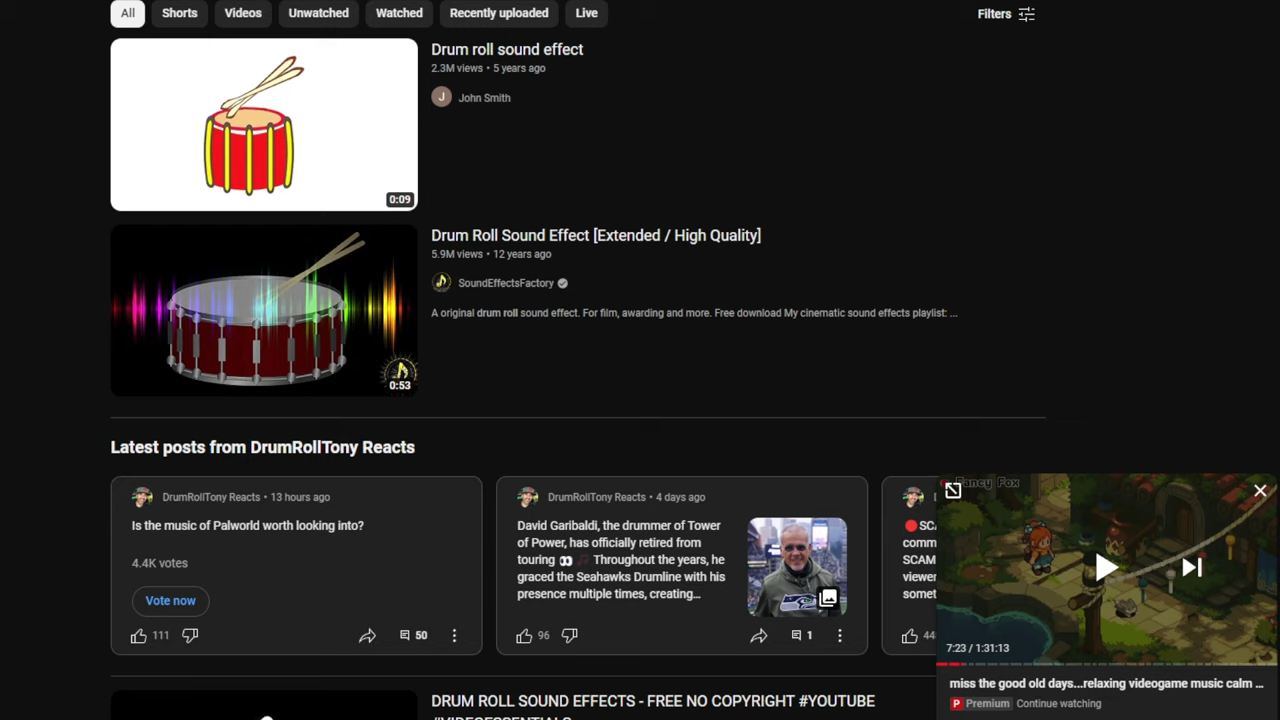 All
Shorts
Videos
Unwatched
Watched
Recently uploaded
Live
Filters
0:09
Drum roll sound effect
2.3M views • 5 years ago
J
John Smith
0:53
Drum Roll Sound Effect [Extended / High Quality]
5.9M views • 12 years ago
SoundEffectsFactory
A original drum roll sound effect. For film, awarding and more. Free download My cinematic sound effects playlist: ...
Latest posts from DrumRollTony Reacts
DrumRollTony Reacts • 13 hours ago
Is the music of Palworld worth looking into?
4.4K votes
Vote now
111
50
DrumRollTony Reacts • 4 days ago
David Garibaldi, the drummer of Tower
of Power, has officially retired from
touring 👀 🎵 Throughout the years, he
graced the Seahawks Drumline with his
presence multiple times, creating...
96
1
comm
viewer
somet
44
Fancy Fox
7:23 / 1:31:13
miss the good old days...relaxing videogame music calm ...
P Premium Continue watching
DRUM ROLL SOUND EFFECTS - FREE NO COPYRIGHT #YOUTUBE
#VIDEOESSENTIALS